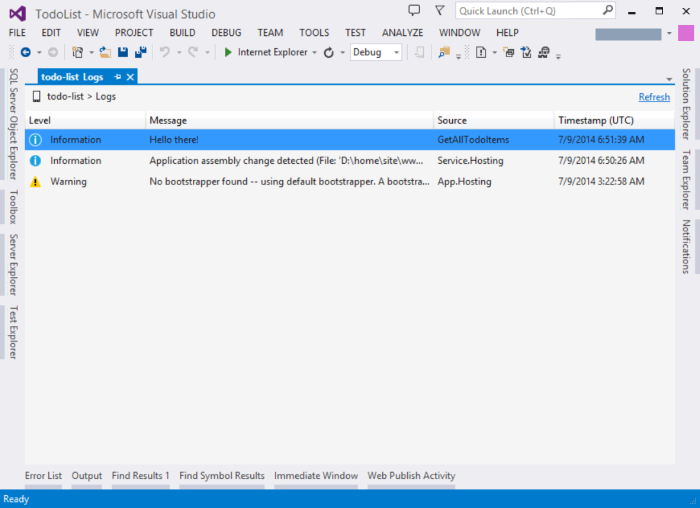 TodoList - Microsoft Visual Studio
Quick Launch (Ctrl+Q)
FILE EDIT VIEW PROJECT BUILD DEBUG TEAM TOOLS TEST ANALYZE WINDOW HELP
Internet Explorer Debug
todo-list Logs
todo-list > Logs Refresh
Level Message Source Timestamp (UTC)
Information Hello there! GetAllTodoItems 7/9/2014 6:51:39 AM
Information Application assembly change detected (File: 'D:\home\site\ww... Service.Hosting 7/9/2014 6:50:26 AM
Warning No bootstrapper found -- using default bootstrapper. A bootstra... App.Hosting 7/9/2014 3:22:58 AM
SQL Server Object Explorer
Toolbox
Server Explorer
Test Explorer
Solution Explorer
Team Explorer
Notifications
Error List Output Find Results 1 Find Symbol Results Immediate Window Web Publish Activity
Ready